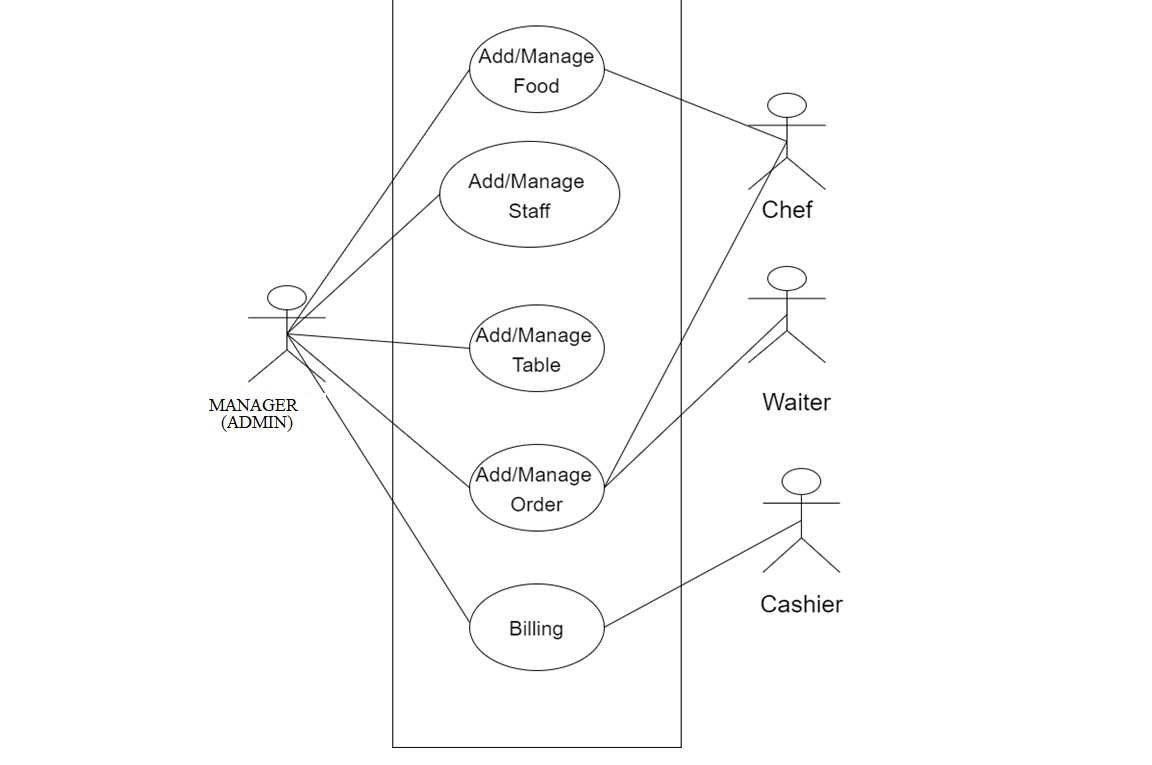 Add/Manage
Food
Add/Manage
Staff
Add/Manage
Table
Add/Manage
Order
Billing
MANAGER
(ADMIN)
Chef
Waiter
Cashier